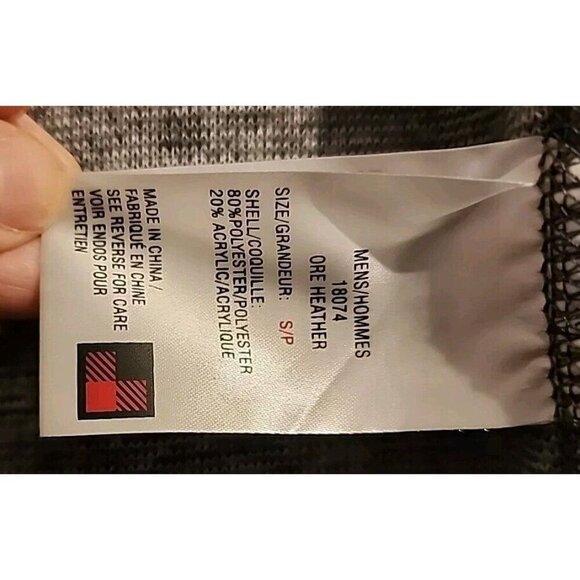 MENS/HOMMES
18074
ORE HEATHER
SIZE/GRANDEUR: S/P
SHELL/COQUILLE:
80%POLYESTER/POLYESTER
20% ACRYLIC/ACRYLIQUE
MADE IN CHINA/
FABRIQUÉ EN CHINE
SEE REVERSE FOR CARE
VOIR ENDOS POUR
ENTRETIEN